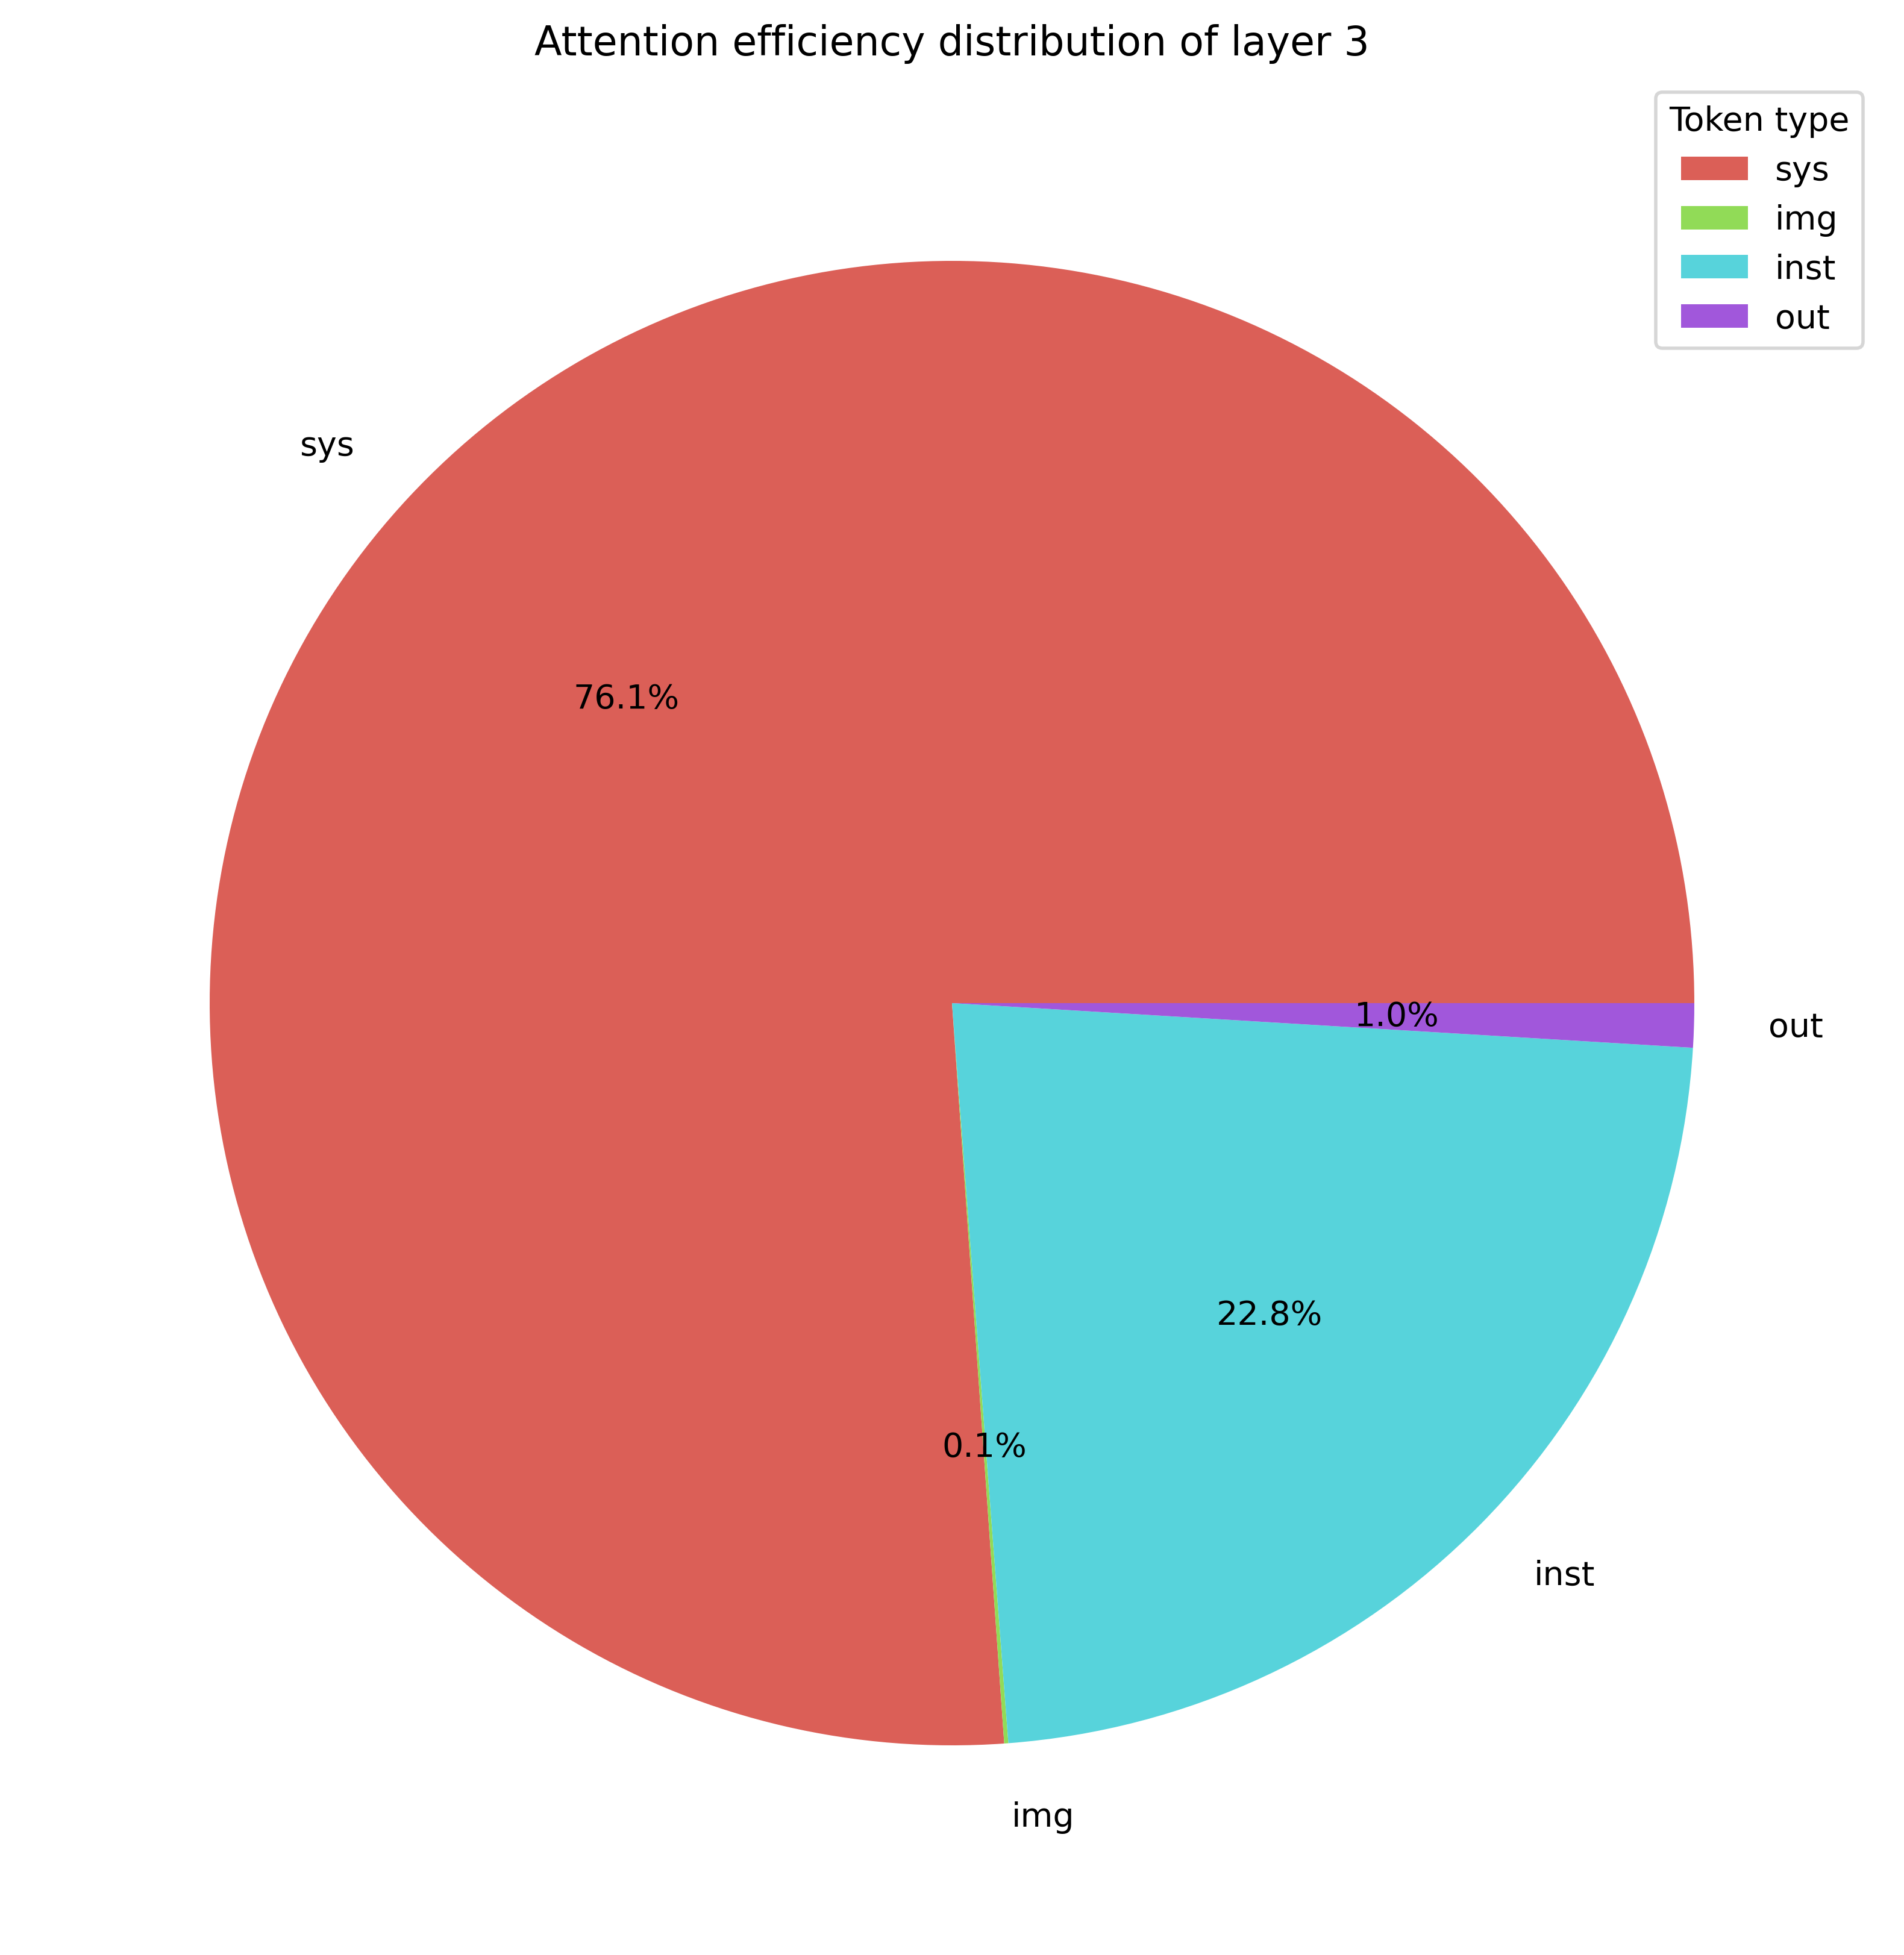 Attention efficiency distribution of layer 3
Token type
sys
img
inst
out
sys
76.1%
1.0%
out
22.8%
0.1%
inst
img